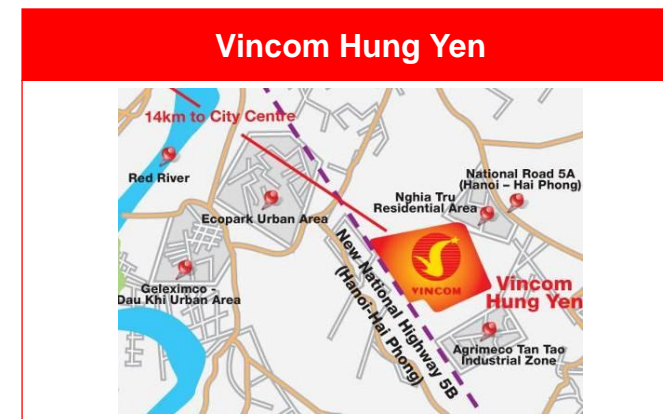 Vincom Hung Yen
14km to City Centre
Red River
National Road 5A
(Hanoi – Hai Phong)
Nghia Tru
Residential Area
Ecopark Urban Area
New National Highway 5B
(Hanoi- Hai Phong)
VINCOM
Vincom
Hung Yen
Geleximco -
Dau Khi Urban Area
Agrimeco Tan Tao
Industrial Zone